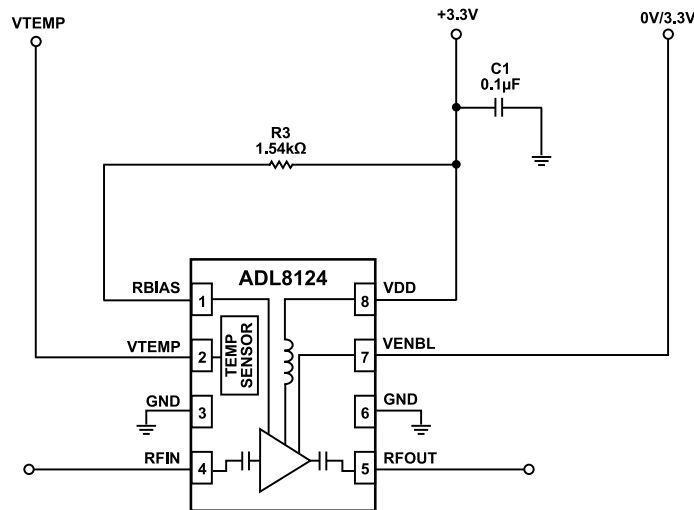 VTEMP
+3.3V
0V/3.3V
C1
0.1µF
R3
1.54kΩ
ADL8124
RBIAS
1
8
VDD
VTEMP
2
TEMP
SENSOR
7
VENBL
GND
3
6
GND
RFIN
4
5
RFOUT